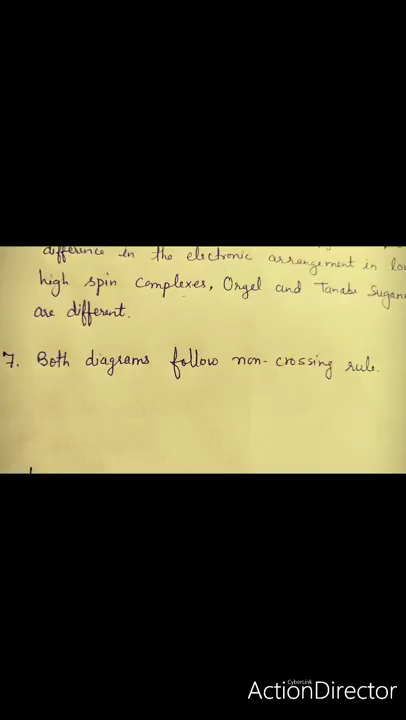 difference in the electronic arrangement in low
high spin complexes, Orgel and Tanabe Sugano
are different.
7. Both diagrams follow non-crossing rule.
CyberLink
ActionDirector